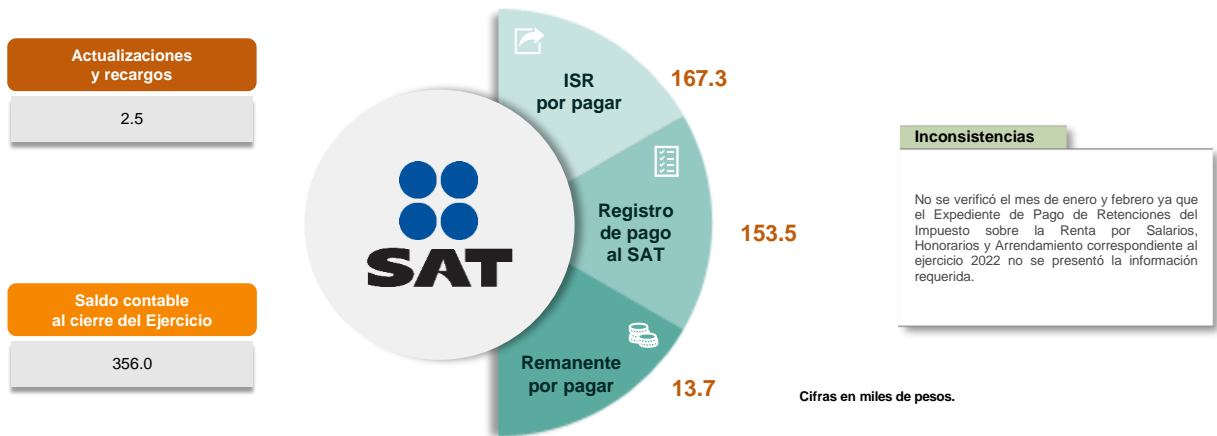 Actualizaciones
y recargos
2.5
Saldo contable
al cierre del Ejercicio
356.0
SAT
ISR
por pagar
167.3
Registro
de pago
al SAT
153.5
Remanente
por pagar
13.7
Inconsistencias
No se verificó el mes de enero y febrero ya que
el Expediente de Pago de Retenciones del
Impuesto sobre la Renta por Salarios,
Honorarios y Arrendamiento correspondiente al
ejercicio 2022 no se presentó la información
requerida.
Cifras en miles de pesos.